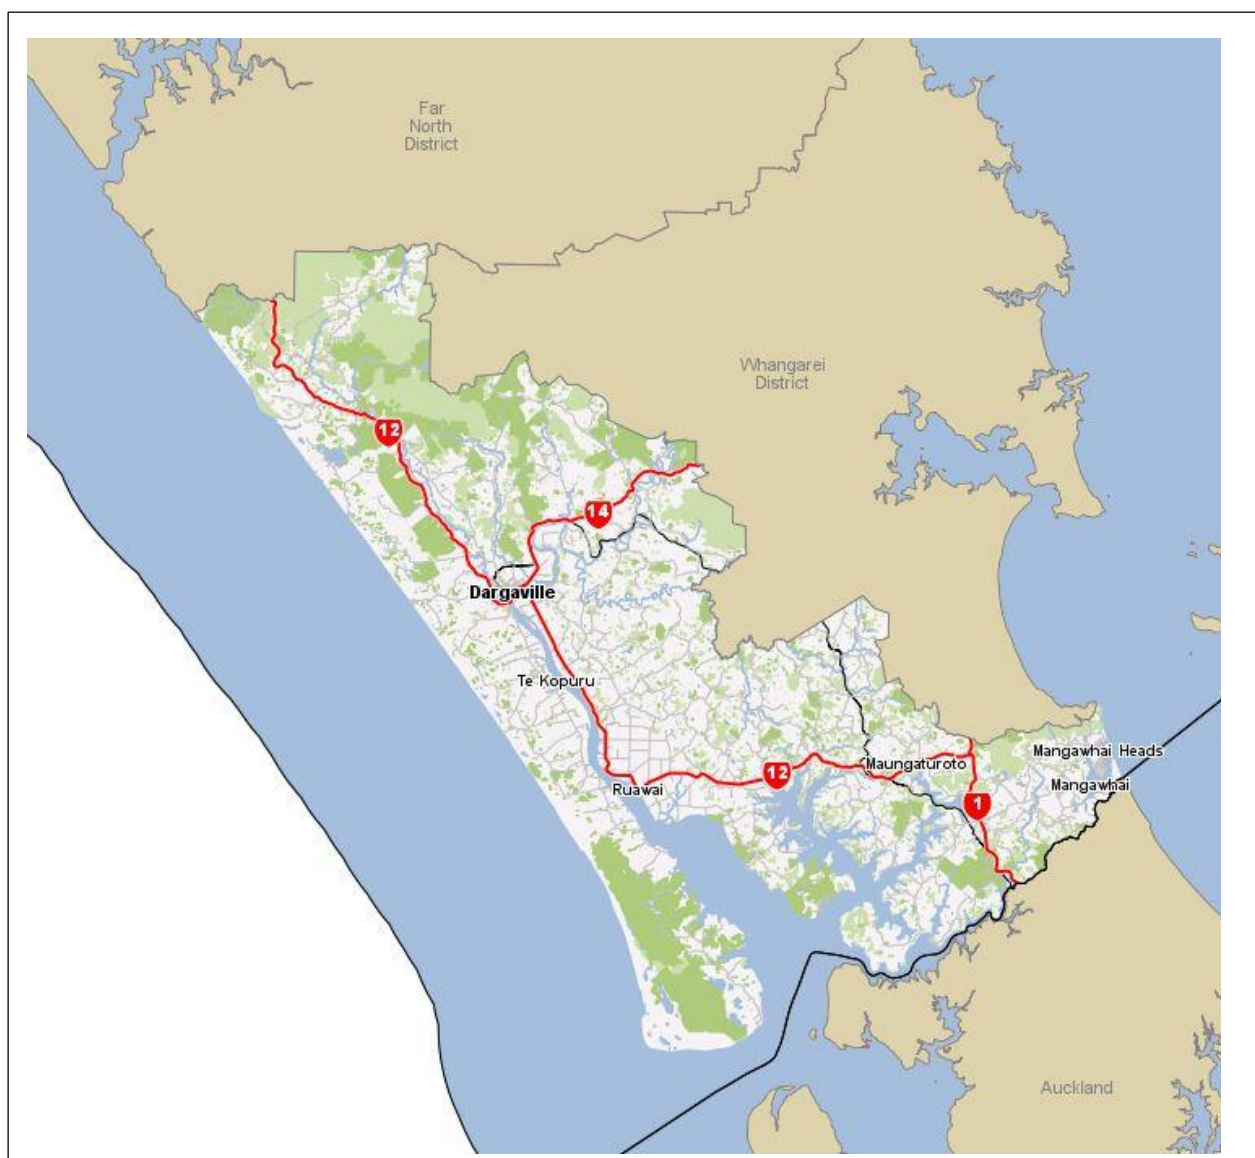 Far
North
District
Whangarei
District
12
14
Dargaville
Te Kopuru
Mangawhai Heads
Maungaturoto
12
Ruawai
Mangawhai
1
Auckland